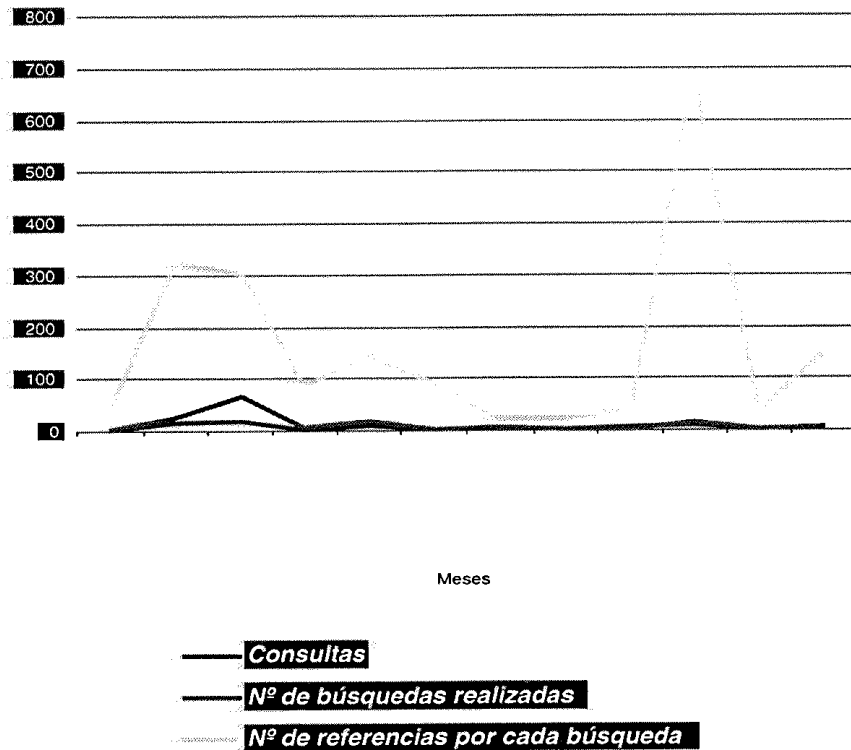 800
700
600
500
400
300
200
100
0
Meses
Consultas
Nº de búsquedas realizadas
Nº de referencias por cada búsqueda